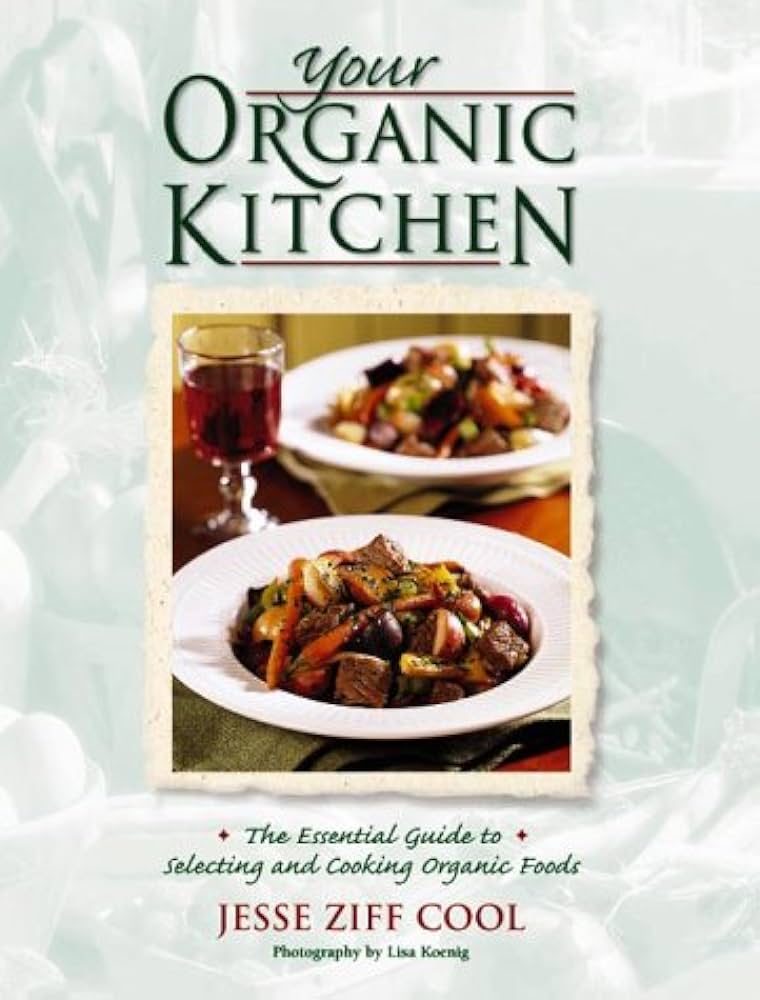 Your
ORGANIC
KITCHEN
The Essential Guide to
Selecting and Cooking Organic Foods
JESSE ZIFF COOL
Photography by Lisa Koenig